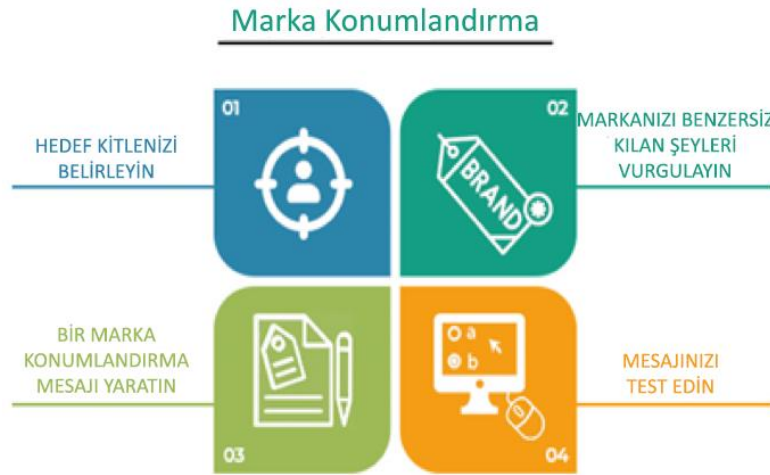 Marka Konumlandırma
01
HEDEF KİTLENİZİ
BELİRLEYİN
02
MARKANIZI BENZERSİZ
KILAN ŞEYLERİ
VURGULAYIN
BRAND
BİR MARKA
KONUMLANDIRMA
MESAJI YARATIN
03
a
b
MESAJINIZI
TEST EDİN
04